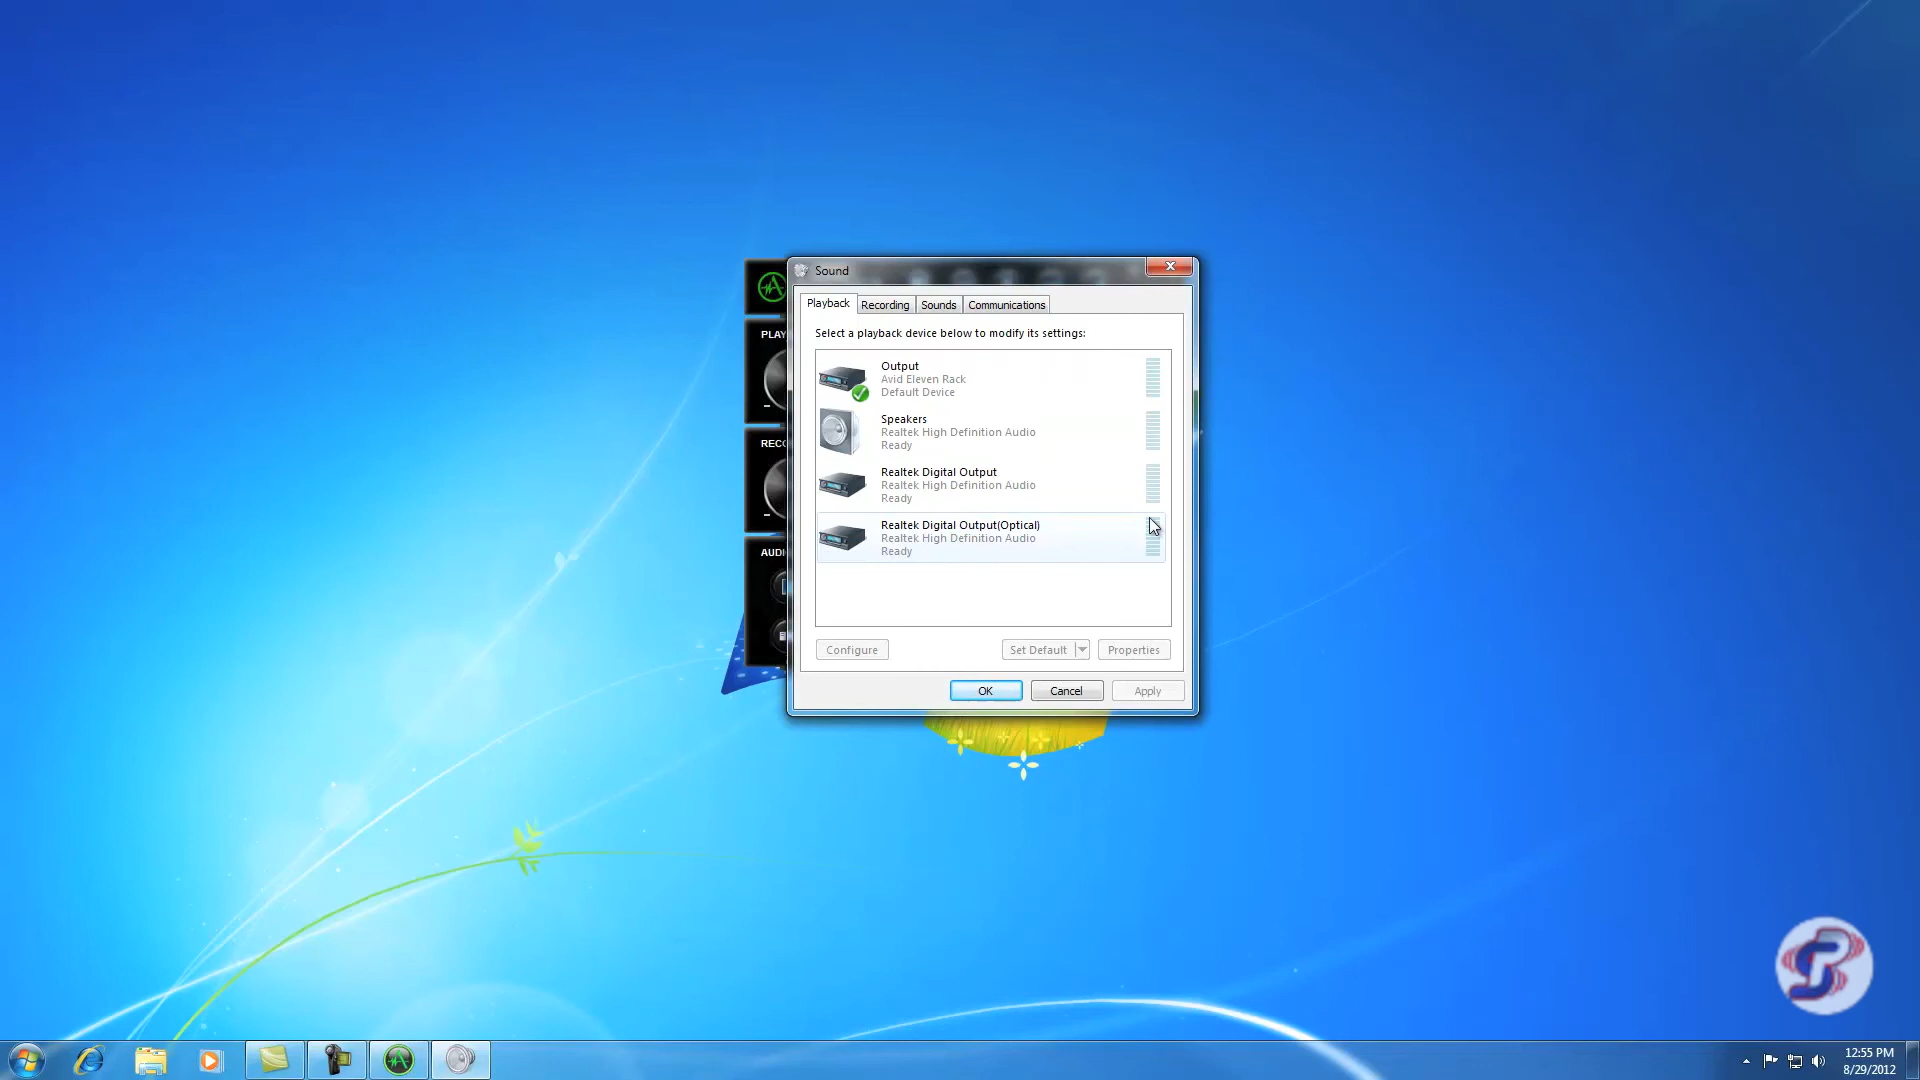 Sound
Playback
Recording
Sounds
Communications
Select a playback device below to modify its settings:
Output
Avid Eleven Rack
Default Device
Speakers
Realtek High Definition Audio
Ready
Realtek Digital Output
Realtek High Definition Audio
Ready
Realtek Digital Output(Optical)
Realtek High Definition Audio
Ready
Configure
Set Default
Properties
OK
Cancel
Apply
PLAY
REC
AUDI
12:55 PM
8/29/2012